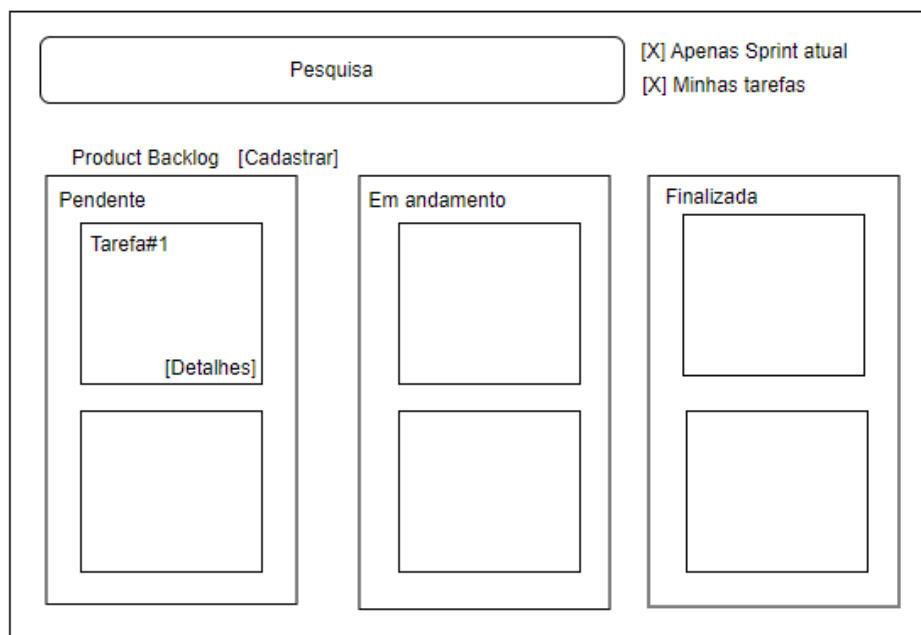 Pesquisa
[X] Apenas Sprint atual
[X] Minhas tarefas
Product Backlog [Cadastrar]
Pendente
Tarefa#1
[Detalhes]
Em andamento
Finalizada